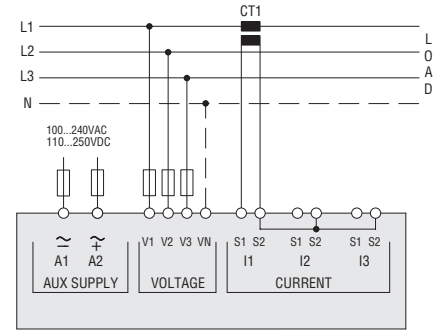 CT1
L1
L2
L3
N
L
O
A
D
100...240VAC
110...250VDC
V1 V2 V3 VN S1 S2 S1 S2 S1 S2
A1 A2 I1 I2 I3
AUX SUPPLY VOLTAGE CURRENT